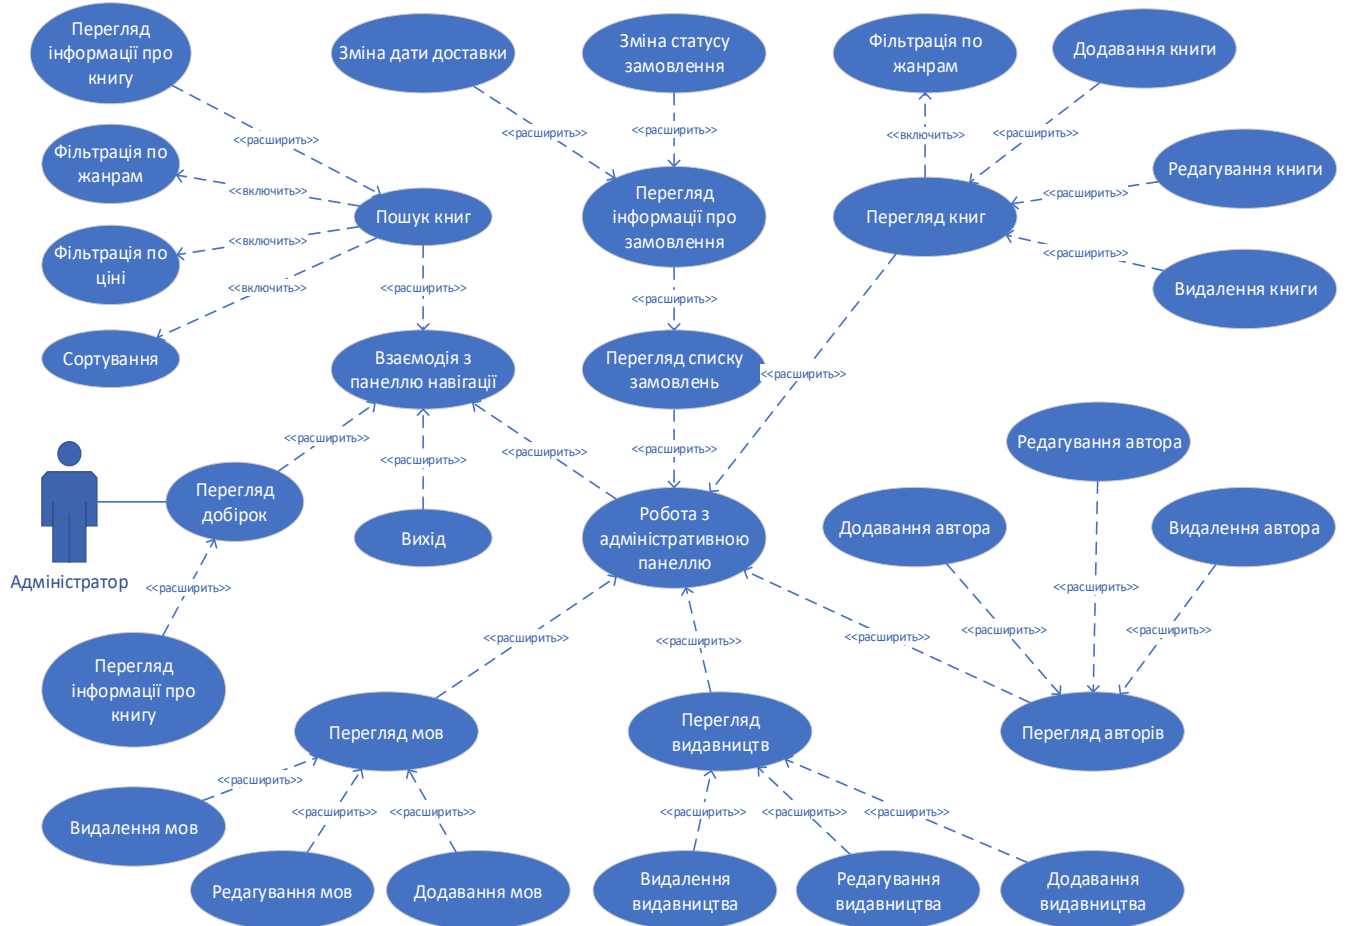 Перегляд
інформації про
книгу
Зміна дати доставки
Зміна статусу
замовлення
Фільтрація по
жанрам
Додавання книги
<<расширить>>
<<расширить>>
<<расширить>>
<<включить>>
<<расширить>>
Фільтрація по
жанрам
<<включить>>
Пошук книг
Перегляд
інформації про
замовлення
Перегляд книг
<<расширить>>
Редагування книги
Фільтрація по
ціні
<<включить>>
<<расширить>>
Видалення книги
<<включить>>
<<расширить>>
<<расширить>>
Сортування
Взаємодія з
панеллю навігації
Перегляд списку
замовлень
<<расширить>>
<<расширить>>
<<расширить>>
<<расширить>>
<<расширить>>
Редагування автора
Адміністратор
Перегляд
добірок
Вихід
Робота з
адміністративною
панеллю
Додавання автора
Видалення автора
<<расширить>>
<<расширить>>
<<расширить>>
<<расширить>>
<<расширить>>
<<расширить>>
<<расширить>>
Перегляд
інформації про
книгу
Перегляд мов
Перегляд
видавництв
Перегляд авторів
<<расширить>>
<<расширить>>
<<расширить>>
<<расширить>>
<<расширить>>
<<расширить>>
Видалення мов
Редагування мов
Додавання мов
Видалення
видавництва
Редагування
видавництва
Додавання
видавництва